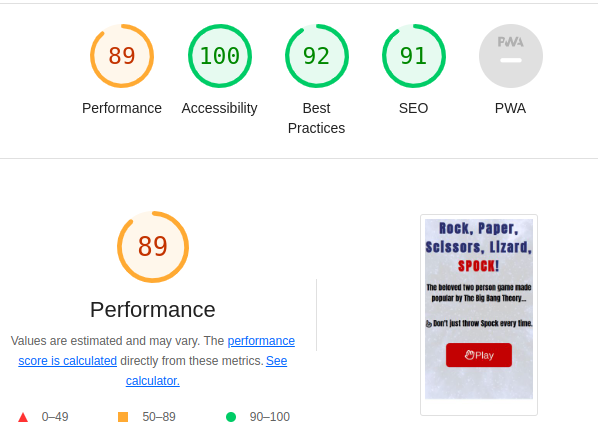 89 100 92 91 PWA
Performance Accessibility Best Practices SEO PWA
89
Performance
Values are estimated and may vary. The performance
score is calculated directly from these metrics. See
calculator.
0–49 50–89 90–100
Rock, Paper,
Scissors, Lizard,
SPOCK!
The beloved two person game made
popular by The Big Bang Theory...
Don't just throw Spock every time.
Play